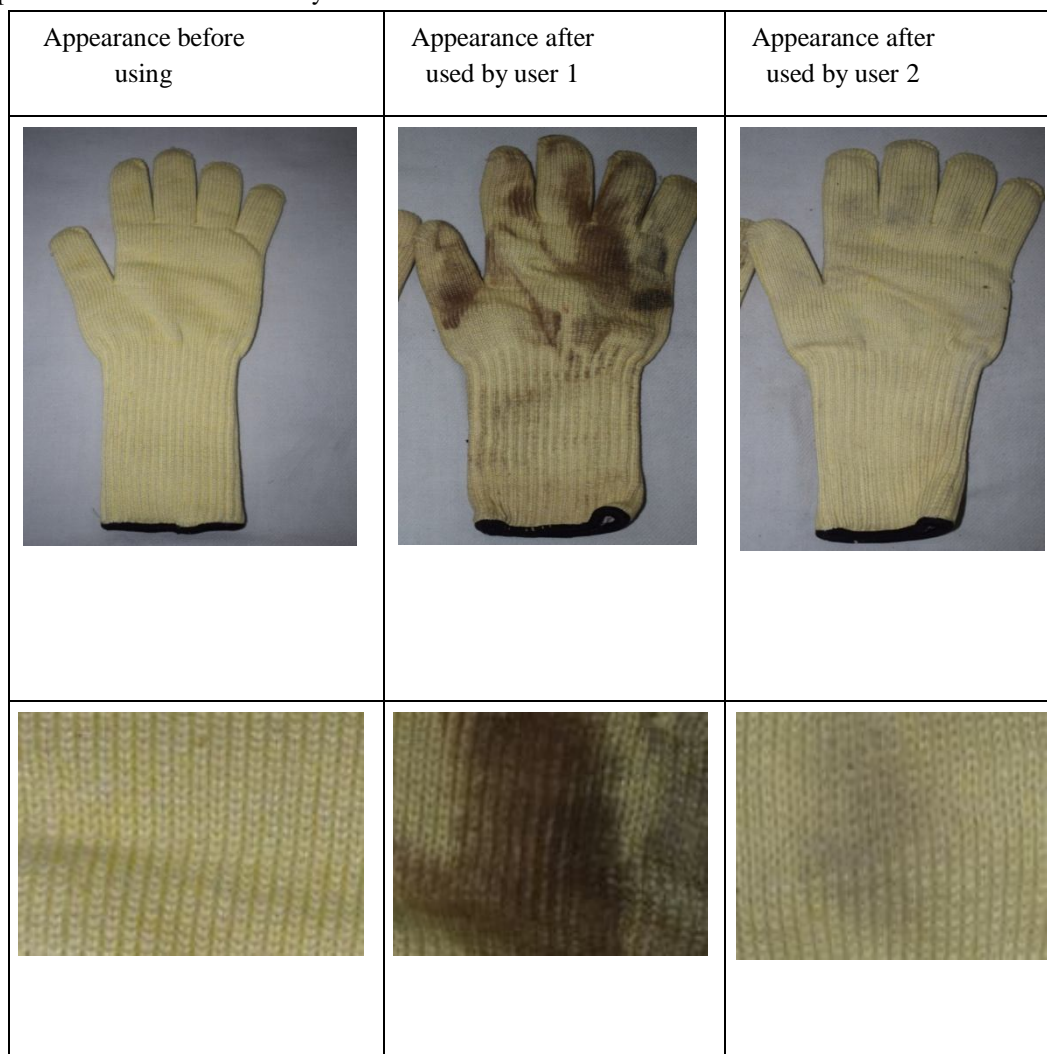 Appearance before
using
Appearance after
used by user 1
Appearance after
used by user 2